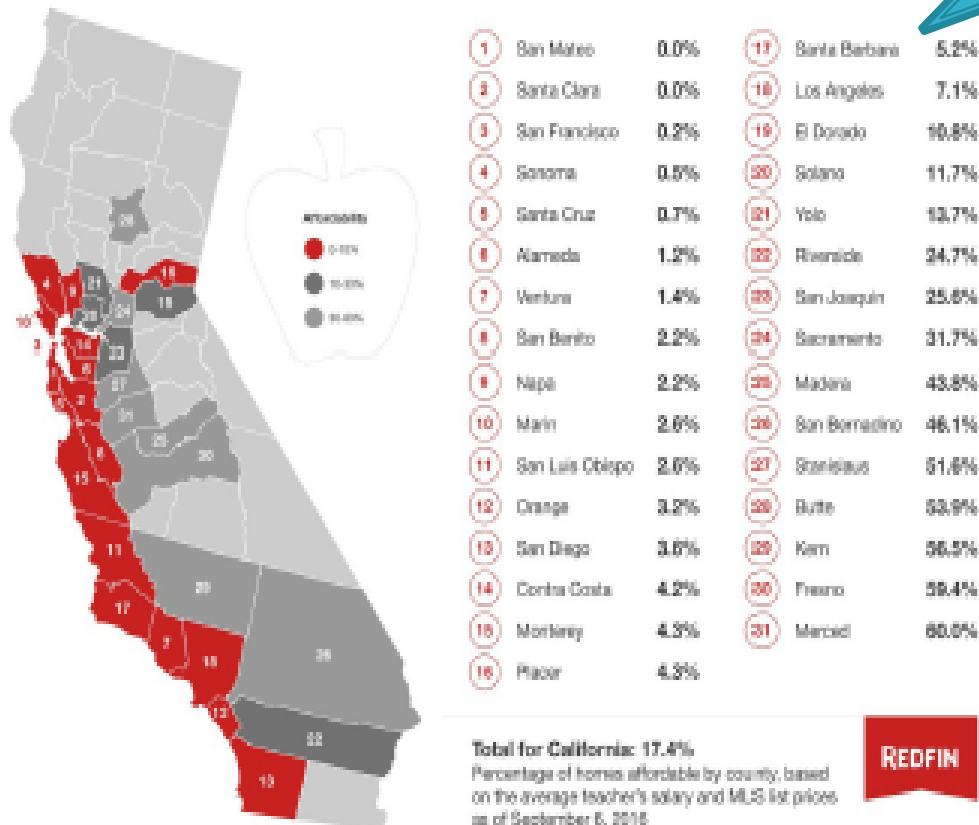 1 San Mateo 0.0%
2 Santa Clara 0.0%
3 San Francisco 0.2%
4 Sonoma 0.5%
5 Santa Cruz 0.7%
6 Alameda 1.2%
7 Ventura 1.4%
8 San Benito 2.2%
9 Napa 2.2%
10 Marin 2.6%
11 San Luis Obispo 2.6%
12 Orange 3.2%
13 San Diego 3.6%
14 Contra Costa 4.2%
15 Monterey 4.3%
16 Placer 4.3%
17 Santa Barbara 5.2%
18 Los Angeles 7.1%
19 El Dorado 10.8%
20 Solano 11.7%
21 Yolo 13.7%
22 Riverside 24.7%
23 San Joaquin 25.6%
24 Sacramento 31.7%
25 Madera 43.8%
26 San Bernadino 46.1%
27 Stanislaus 51.6%
28 Butte 53.9%
29 Kern 56.5%
30 Fresno 59.4%
31 Merced 60.0%
Affordability
Total for California: 17.4%
Percentage of homes affordable by county, based
on the average teacher's salary and MLS list prices
as of September 6, 2016
REDFIN